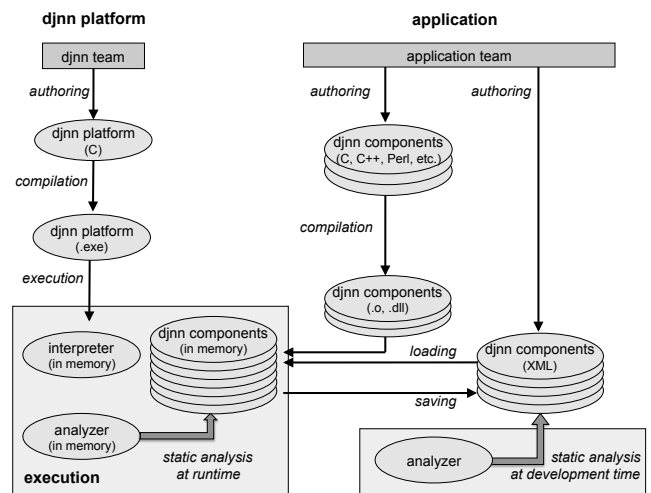 djnn platform
application
djnn team
application team
authoring
authoring
authoring
djnn platform
(C)
djnn components
(C, C++, Perl, etc.)
compilation
compilation
djnn platform
(.exe)
execution
djnn components
(.o, .dll)
interpreter
(in memory)
djnn components
(in memory)
loading
djnn components
(XML)
saving
analyzer
(in memory)
static analysis
at runtime
execution
analyzer
static analysis
at development time